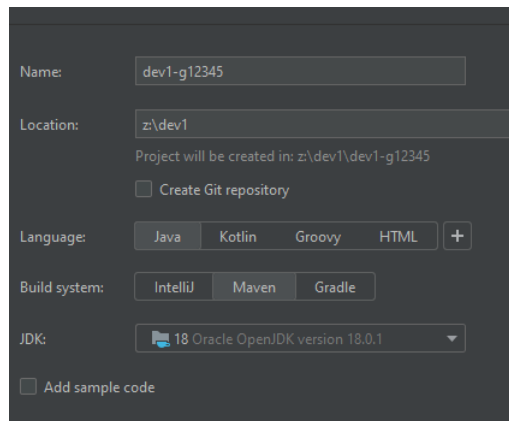 Name: dev1-g12345
Location: z:\dev1
Project will be created in: z:\dev1\dev1-g12345
Create Git repository
Language: Java Kotlin Groovy HTML +
Build system: IntelliJ Maven Gradle
JDK: 18 Oracle OpenJDK version 18.0.1
Add sample code